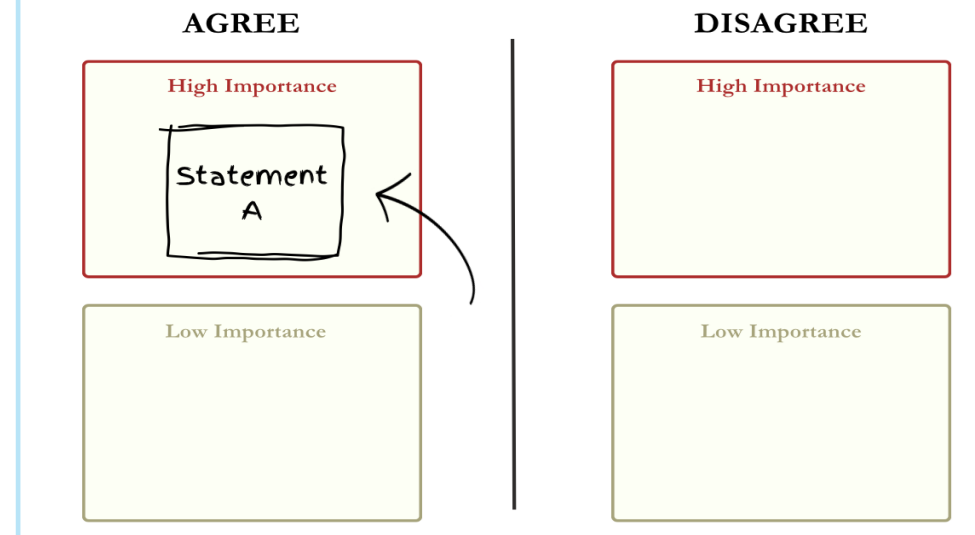 AGREE
High Importance
Statement
A
Low Importance
DISAGREE
High Importance
Low Importance